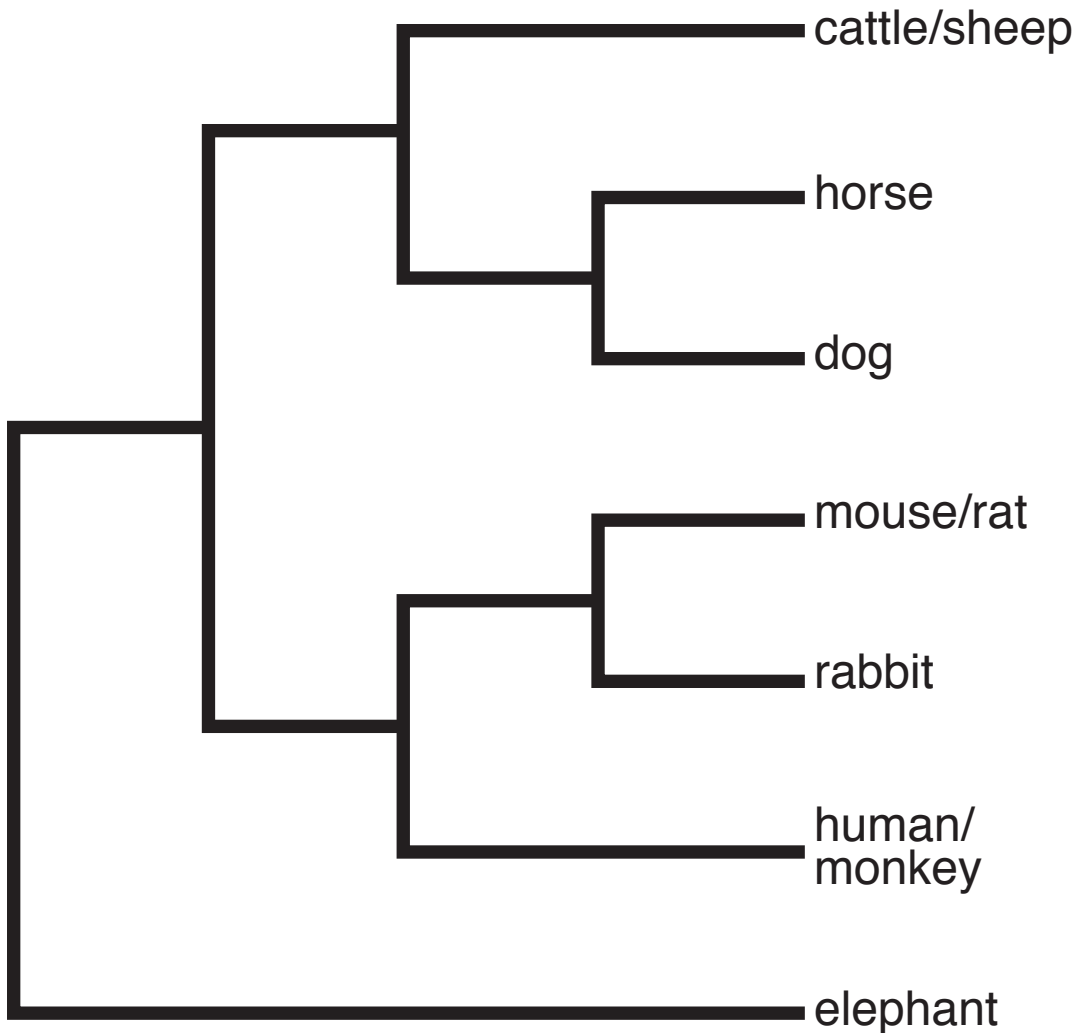 cattle/sheep
horse
dog
mouse/rat
rabbit
human/
monkey
elephant